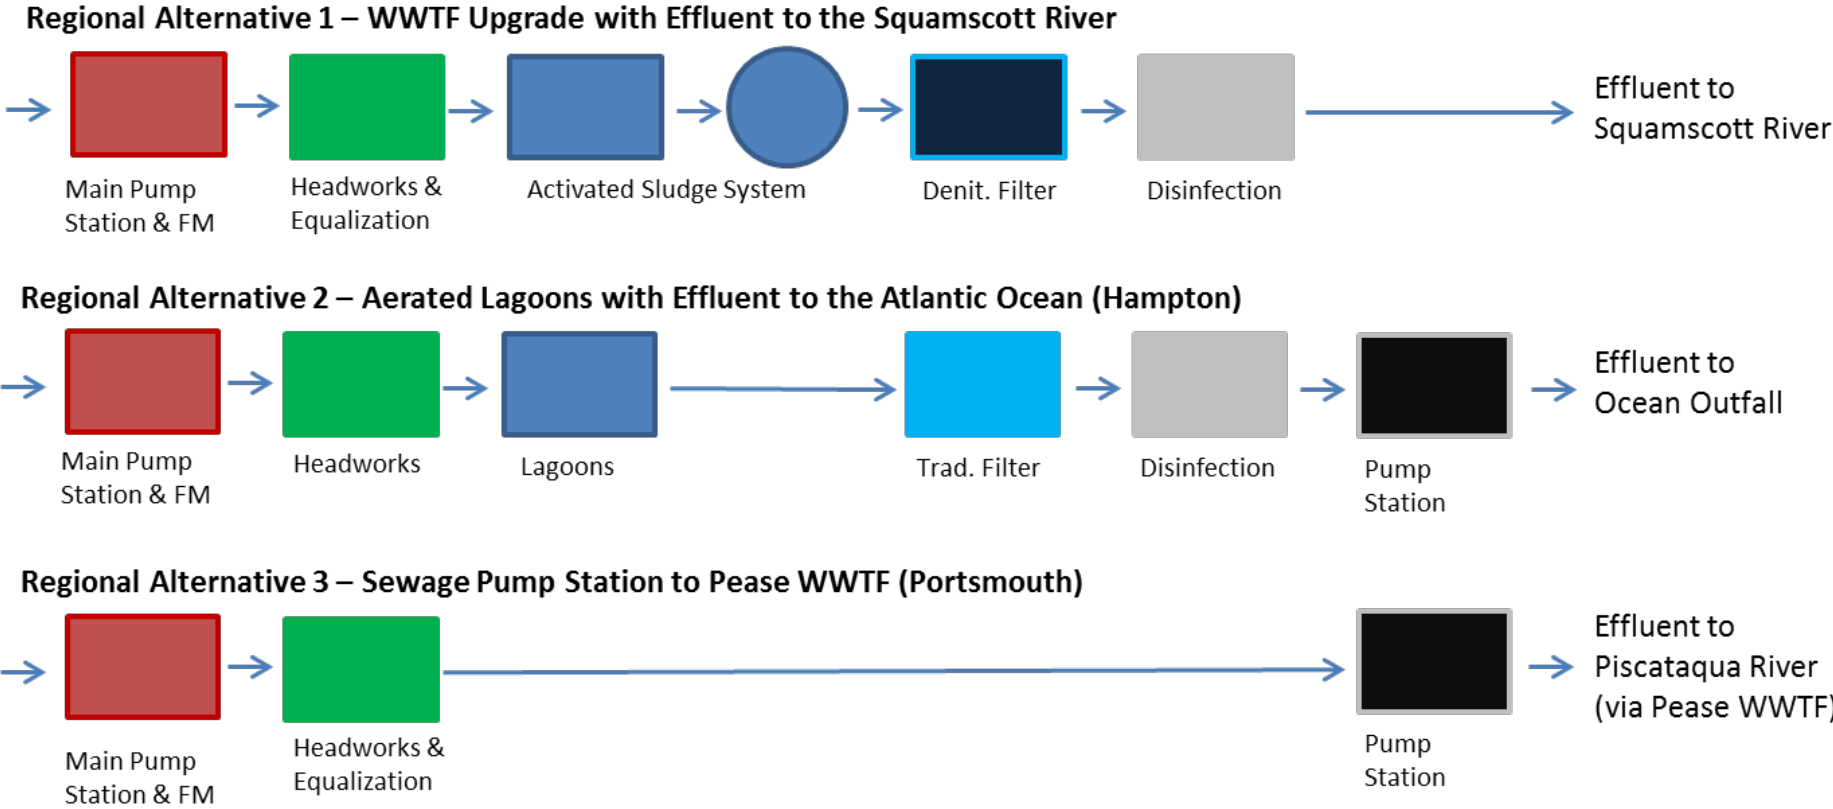 Regional Alternative 1 – WWTF Upgrade with Effluent to the Squamscott River
Effluent to
Squamscott River
Main Pump
Station & FM
Headworks &
Equalization
Activated Sludge System
Denit. Filter
Disinfection
Regional Alternative 2 – Aerated Lagoons with Effluent to the Atlantic Ocean (Hampton)
Effluent to
Ocean Outfall
Main Pump
Station & FM
Headworks
Lagoons
Trad. Filter
Disinfection
Pump
Station
Regional Alternative 3 – Sewage Pump Station to Pease WWTF (Portsmouth)
Effluent to
Piscataqua River
(via Pease WWTF)
Main Pump
Station & FM
Headworks &
Equalization
Pump
Station